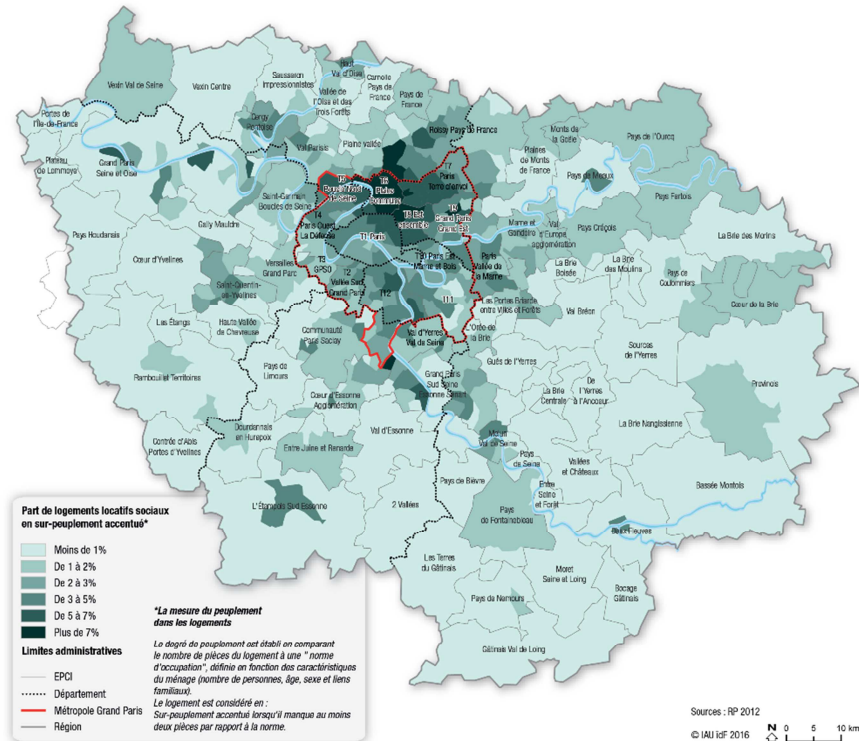 Haut
Val d'Oise
Vexin Val de Seine
Vexin Centre
Sausseron
Impressionnistes
Carnelle
Pays de
France
Vallée de
l'Oise et des
Trois Forêts
Pays de
France
Portes de
l'Île-de-France
Cergy
Pontoise
Roissy Pays de France
Monts de
la Goële
Pays de l'Ourcq
Val Parisis
Plaine vallée
Plaines
de Monts
de France
Plateau
de Lommoye
Grand Paris
Seine et Oise
T5
de Seine
T6
Plaine
Commune
T7
Paris
Terre d'envol
Pays de Meaux
Saint-Germain
Boucles de Seine
Pays Fertois
T4
Paris Ouest
La Défense
T8 Est
ensemble
T9
Grand Paris
Grand Est
Marne et
Gondoire
Val
d'Europe
agglomération
Pays Créçois
Pays Houdanais
Gally Mauldre
T1 Paris
La Brie des Morins
Cœur d'Yvelines
Versailles
Grand Parc
T3
GPSO
T2
Vallée Sud
Grand Paris
T10 Paris Est
Marne et Bois
Paris
Vallée de
la Marne
La Brie
Boisée
La Brie
des Moulins
Pays de
Coulommiers
Saint-Quentin-
en-Yvelines
T12
T11
Les Portes Briardes
entre Villes et Forêts
Val Bréon
Cœur de la Brie
Les Étangs
Haute Vallée
de Chevreuse
Communauté
Paris Saclay
Val d'Yerres
Val de Seine
L'Orée de
la Brie
Sources
de l'Yerres
Rambouillet Territoires
Pays de
Limours
Gués de l'Yerres
Grand Paris
Sud Seine
Essonne Sénart
La Brie
Centrale
De
l'Yerres
à l'Ancoeur
Provinois
Cœur d'Essonne
Agglomération
La Brie Nangissienne
Contrée d'Ablis
Portes d'Yvelines
Dourdannais
en Hurepoix
Val d'Essonne
Melun
Val de Seine
Entre Juine et Renarde
Pays
de Seine
Vallées
et Châteaux
Pays de Bièvre
Entre
Seine
et Forêt
Bassée Montois
L'Étampois Sud Essonne
2 Vallées
Pays
de Fontainebleau
Deux Fleuves
Les Terres
du Gâtinais
Moret
Seine et Loing
Bocage
Gâtinais
Pays de Nemours
Gâtinais Val de Loing
Part de logements locatifs sociaux
en sur-peuplement accentué*
Moins de 1%
De 1 à 2%
De 2 à 3%
De 3 à 5%
De 5 à 7%
Plus de 7%
Limites administratives
EPCI
Département
Métropole Grand Paris
Région
*La mesure du peuplement
dans les logements
Le degré de peuplement est établi en comparant
le nombre de pièces du logement à une " norme
d'occupation", définie en fonction des caractéristiques
du ménage (nombre de personnes, âge, sexe et liens
familiaux).
Le logement est considéré en :
Sur-peuplement accentué lorsqu'il manque au moins
deux pièces par rapport à la norme.
Sources : RP 2012
© IAU îdF 2016
N 0 5 10 km